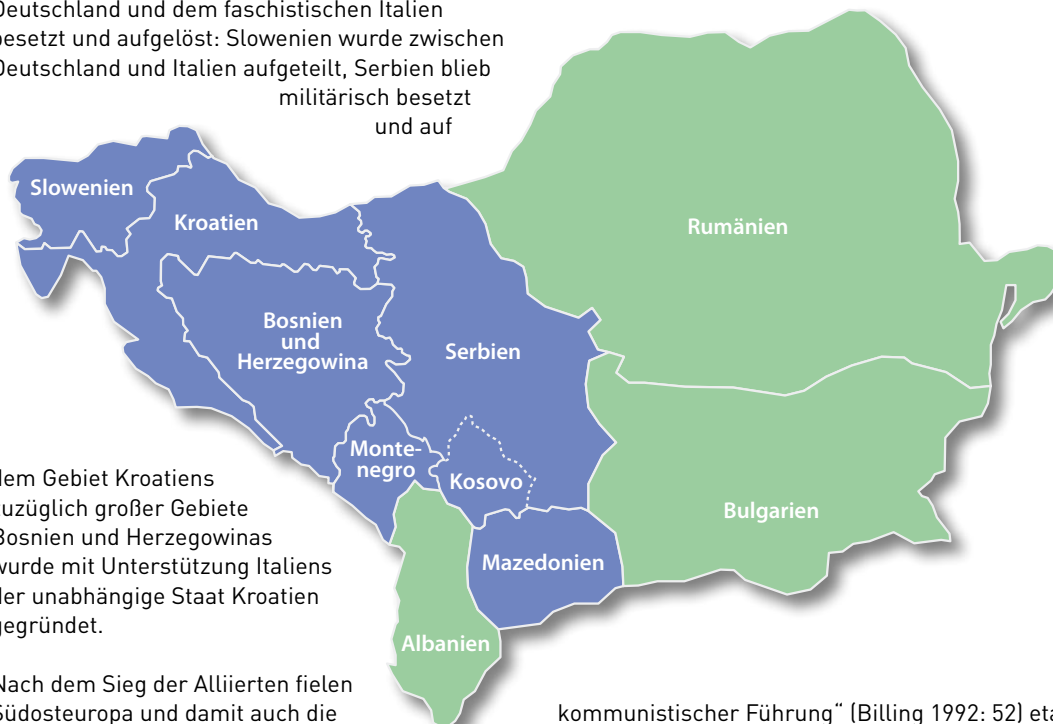 Deutschland und dem faschistischen Italien
besetzt und aufgelöst: Slowenien wurde zwischen
Deutschland und Italien aufgeteilt, Serbien blieb
militärisch besetzt
und auf
Slowenien
Kroatien
Rumänien
Bosnien
und
Herzegowina
Serbien
Monte-
negro
Kosovo
Bulgarien
Mazedonien
Albanien
dem Gebiet Kroatiens
zuzüglich großer Gebiete
Bosnien und Herzegowinas
wurde mit Unterstützung Italiens
der unabhängige Staat Kroatien
gegründet.
Nach dem Sieg der Alliierten fielen
Südosteuropa und damit auch die
kommunistischer Führung“ (Billing 1992: 52) eta